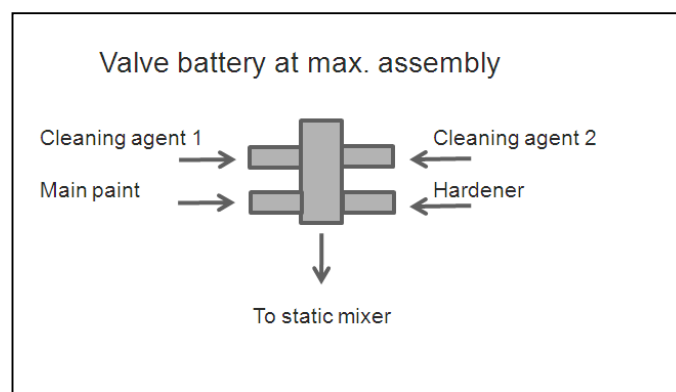 Valve battery at max. assembly
Cleaning agent 1
Cleaning agent 2
Main paint
Hardener
To static mixer